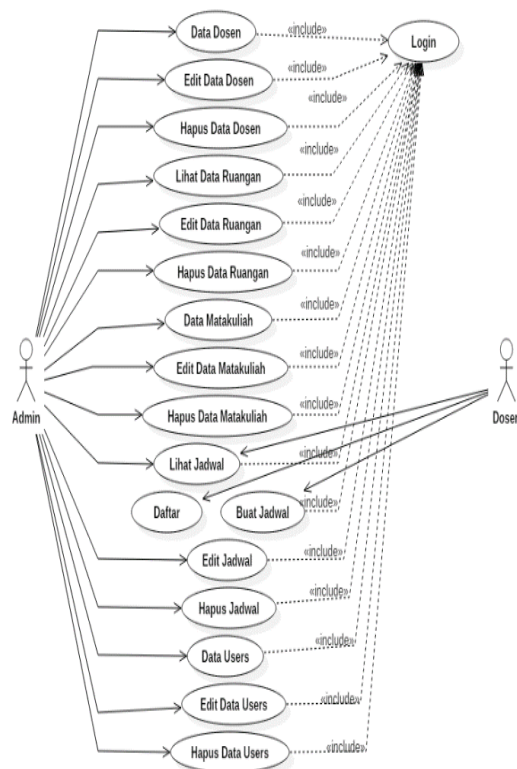 Data Dosen
«include»
Login
Edit Data Dosen
«include»
Hapus Data Dosen
«include»
Lihat Data Ruangan
«include»
Edit Data Ruangan
«include»
Hapus Data Ruangan
«include»
Data Matakuliah
«include»
Edit Data Matakuliah
«include»
Hapus Data Matakuliah
«include»
Admin
Dosen
Lihat Jadwal
«include»
Daftar
Buat Jadwal
«include»
Edit Jadwal
«include»
Hapus Jadwal
«include»
Data Users
«include»
Edit Data Users
«include»
Hapus Data Users
«include»